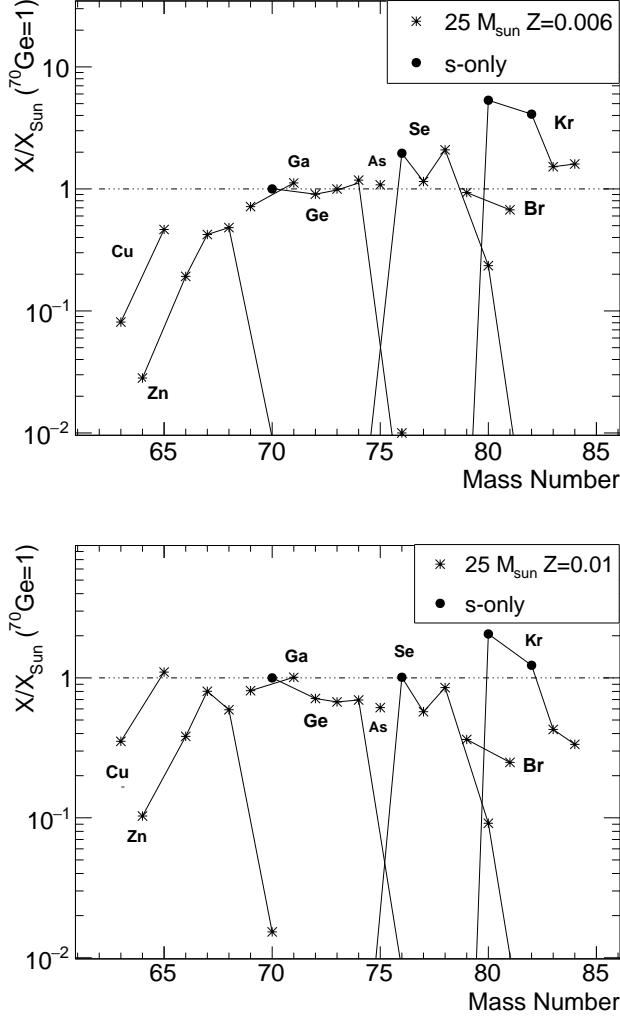 X/X_Sun (^70Ge=1)
25 M_sun Z=0.006
s-only
10
1
10^−1
10^−2
Cu
Zn
Ga
Ge
As
Se
Br
Kr
65 70 75 80 85
Mass Number
X/X_Sun (^70Ge=1)
25 M_sun Z=0.01
s-only
1
10^−1
10^−2
Cu
Zn
Ga
Ge
As
Se
Br
Kr
65 70 75 80 85
Mass Number